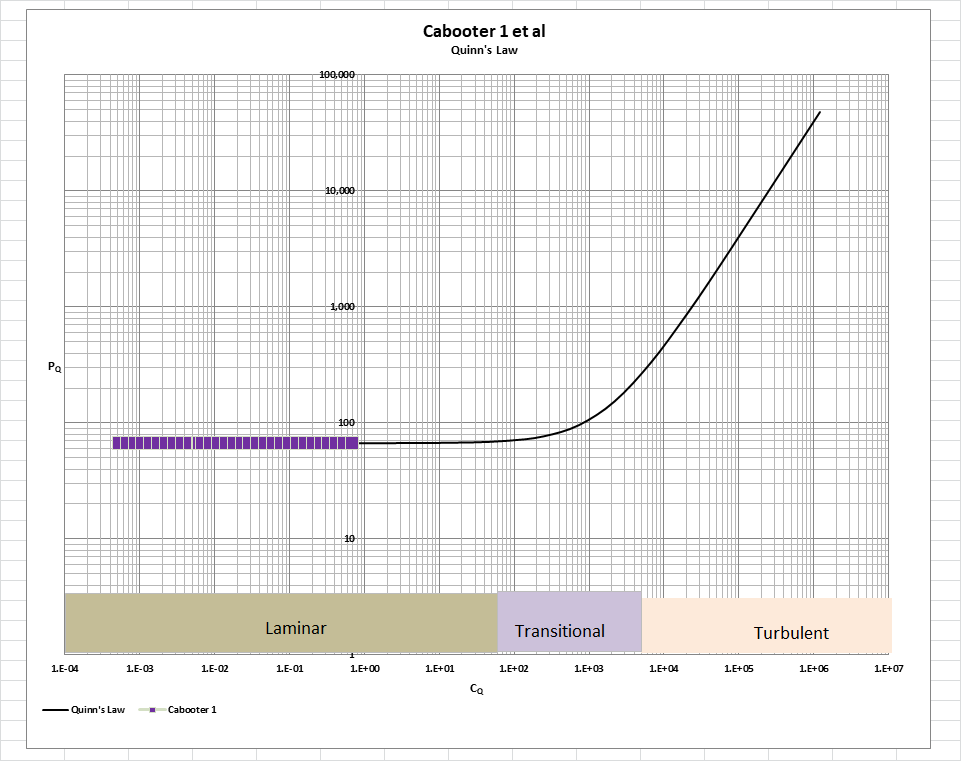 Cabooter 1 et al
Quinn's Law
100,000
10,000
1,000
PQ
100
10
Laminar
Transitional
Turbulent
1
1.E-04 1.E-03 1.E-02 1.E-01 1.E+00 1.E+01 1.E+02 1.E+03 1.E+04 1.E+05 1.E+06 1.E+07
CQ
Quinn's Law Cabooter 1